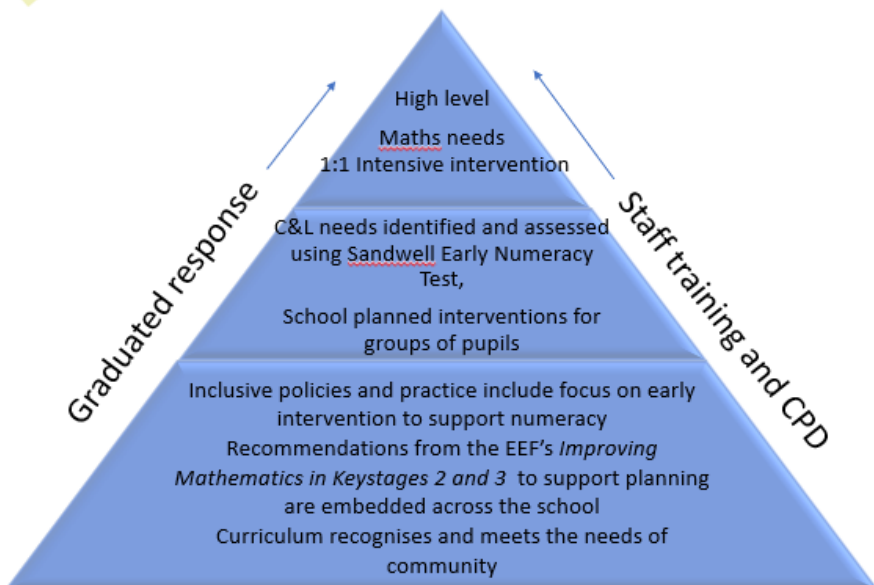 High level
Maths needs
1:1 Intensive intervention
C&L needs identified and assessed
using Sandwell Early Numeracy
Test,
School planned interventions for
groups of pupils
Inclusive policies and practice include focus on early
intervention to support numeracy
Recommendations from the EEF's Improving
Mathematics in Keystages 2 and 3 to support planning
are embedded across the school
Curriculum recognises and meets the needs of
community
Graduated response
Staff training and CPD